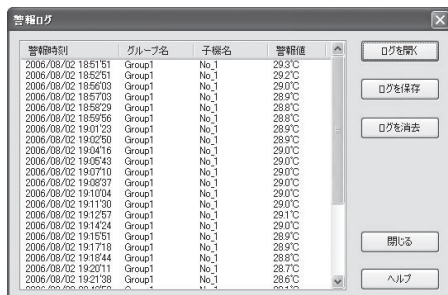 警報ログ
警報時刻 グループ名 子機名 警報値
2006/08/02 18:51'51 Group1 No_1 29.3℃
2006/08/02 18:52'51 Group1 No_1 29.2℃
2006/08/02 18:56'03 Group1 No_1 29.0℃
2006/08/02 18:57'03 Group1 No_1 28.9℃
2006/08/02 18:58'29 Group1 No_1 28.8℃
2006/08/02 18:59'56 Group1 No_1 28.8℃
2006/08/02 19:01'23 Group1 No_1 28.9℃
2006/08/02 19:02'50 Group1 No_1 28.9℃
2006/08/02 19:04'16 Group1 No_1 29.0℃
2006/08/02 19:05'43 Group1 No_1 29.0℃
2006/08/02 19:07'10 Group1 No_1 29.0℃
2006/08/02 19:08'37 Group1 No_1 29.0℃
2006/08/02 19:10'04 Group1 No_1 29.0℃
2006/08/02 19:11'30 Group1 No_1 29.0℃
2006/08/02 19:12'57 Group1 No_1 29.1℃
2006/08/02 19:14'24 Group1 No_1 29.0℃
2006/08/02 19:15'51 Group1 No_1 28.9℃
2006/08/02 19:17'18 Group1 No_1 28.9℃
2006/08/02 19:18'44 Group1 No_1 28.8℃
2006/08/02 19:20'11 Group1 No_1 28.7℃
2006/08/02 19:21'38 Group1 No_1 28.6℃
ログを開く
ログを保存
ログを消去
閉じる
ヘルプ